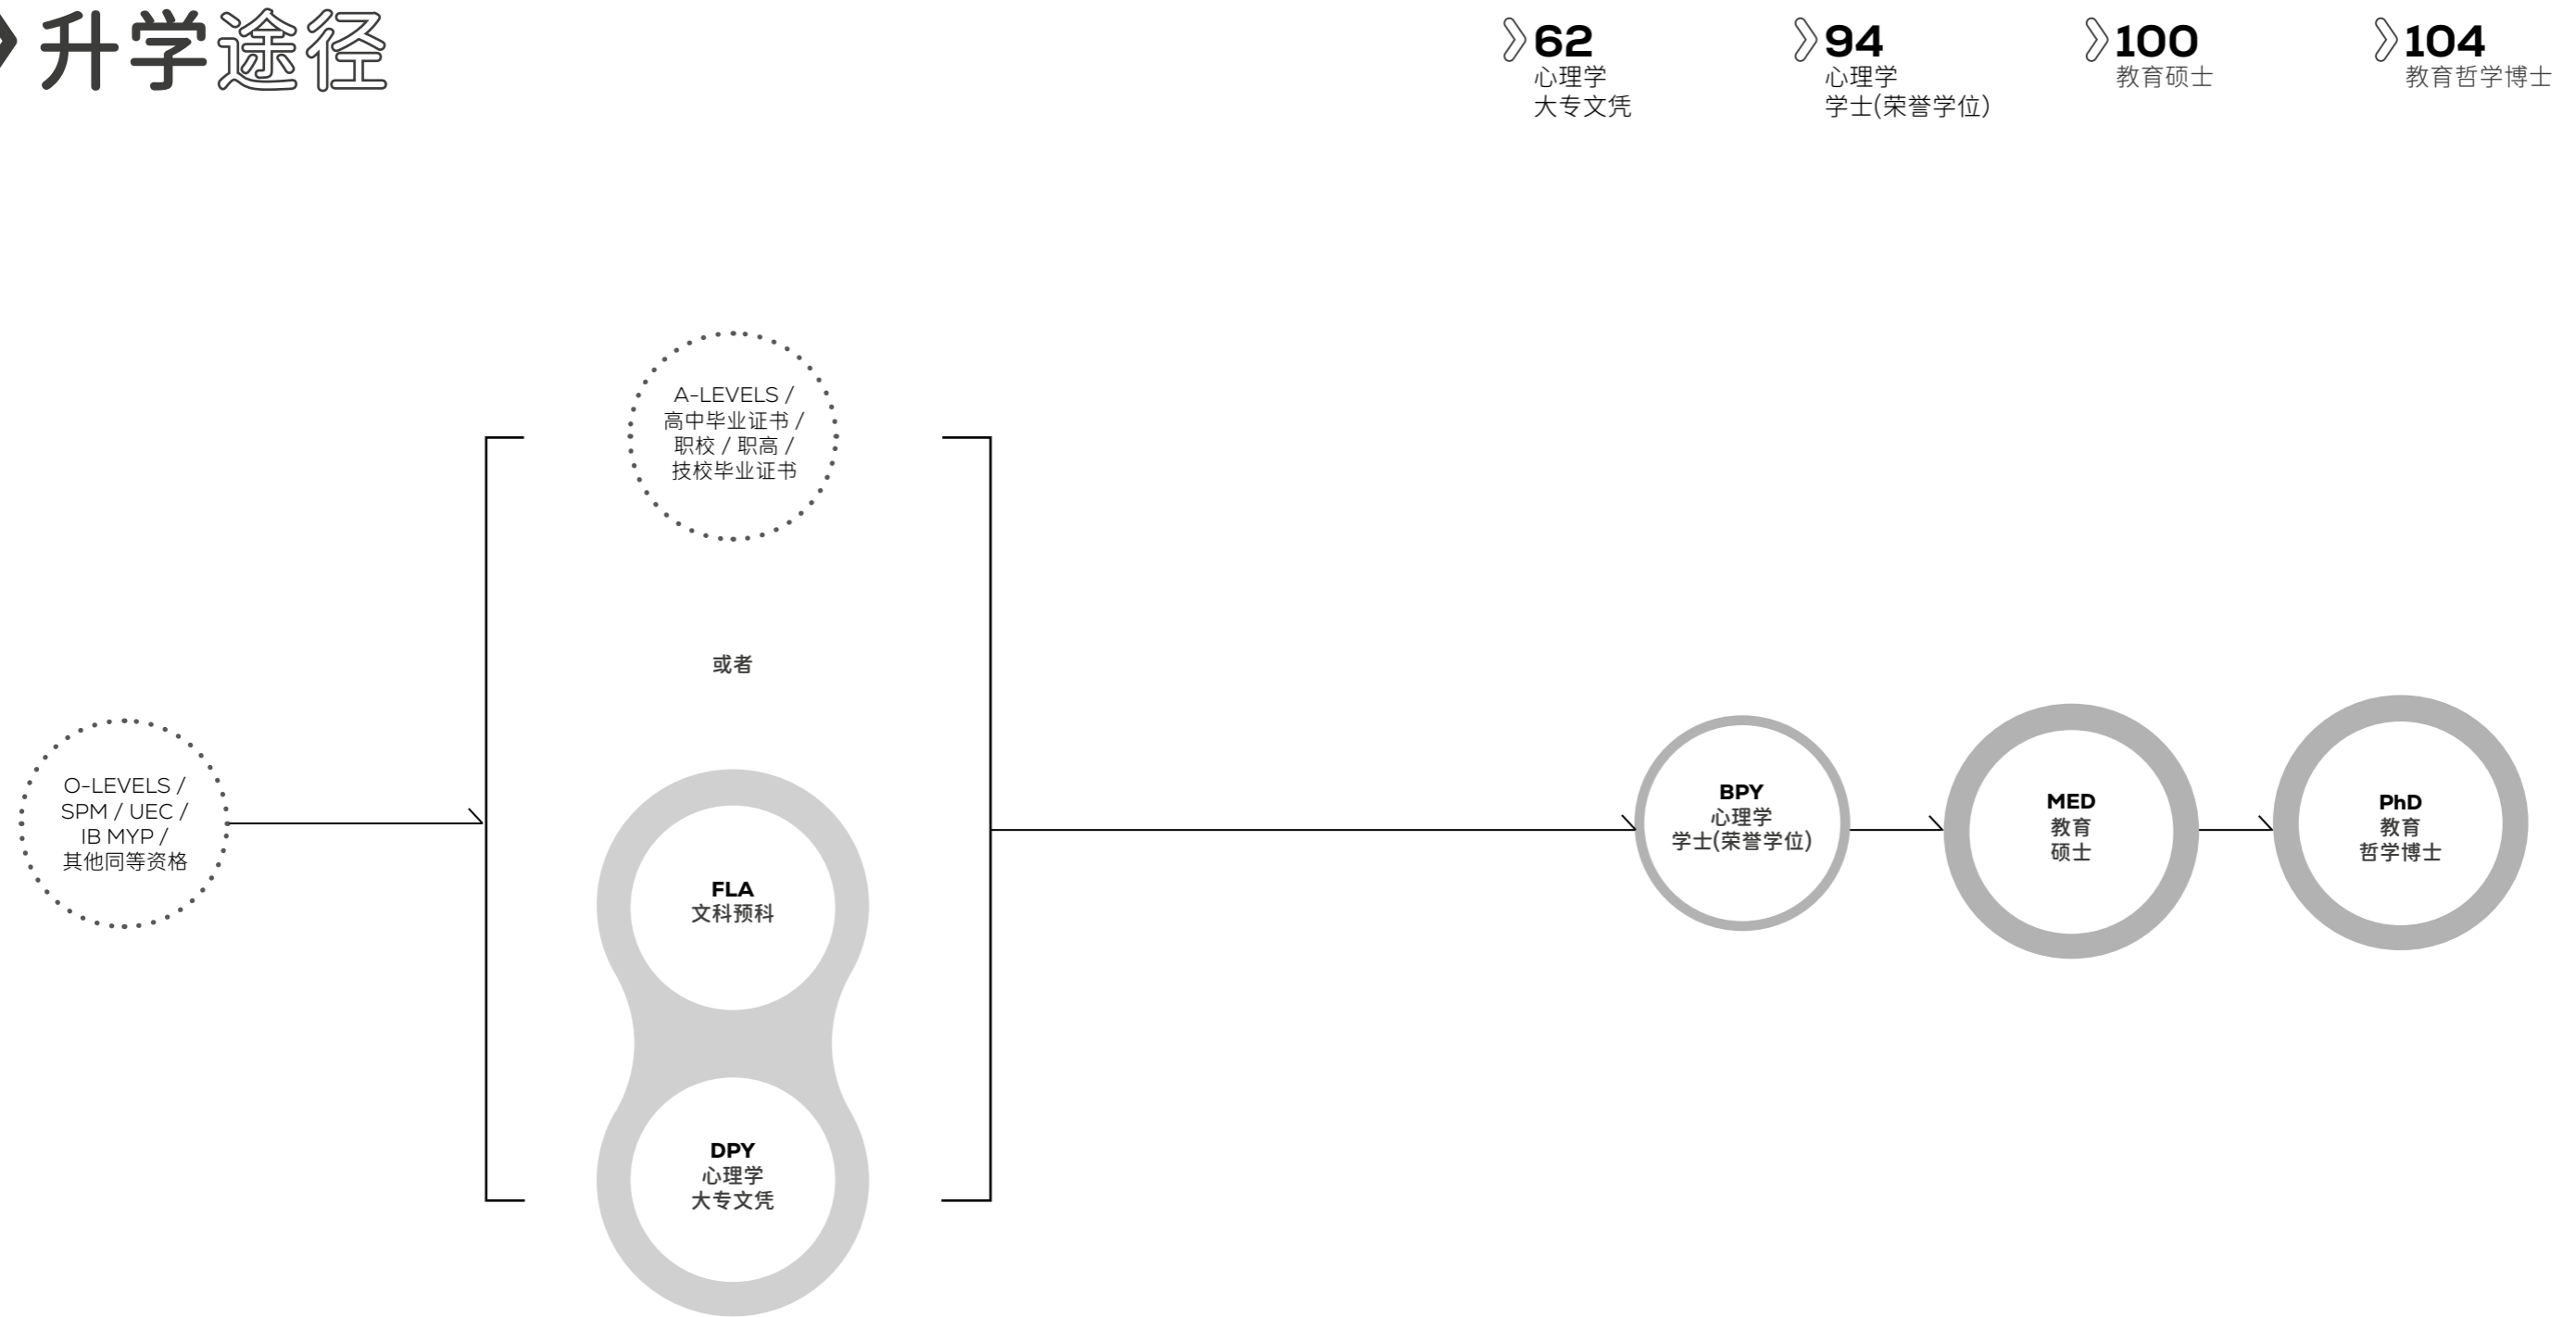 升学途径
62
心理学
大专文凭
94
心理学
学士(荣誉学位)
100
教育硕士
104
教育哲学博士
A-LEVELS /
高中毕业证书 /
职校 / 职高 /
技校毕业证书
或者
O-LEVELS /
SPM / UEC /
IB MYP /
其他同等资格
FLA
文科预科
DPY
心理学
大专文凭
BPY
心理学
学士(荣誉学位)
MED
教育
硕士
PhD
教育
哲学博士